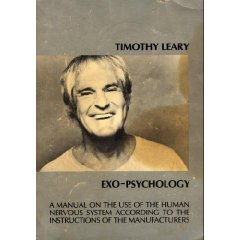 TIMOTHY LEARY
EXO-PSYCHOLOGY
A MANUAL ON THE USE OF THE HUMAN
NERVOUS SYSTEM ACCORDING TO THE
INSTRUCTIONS OF THE MANUFACTURERS